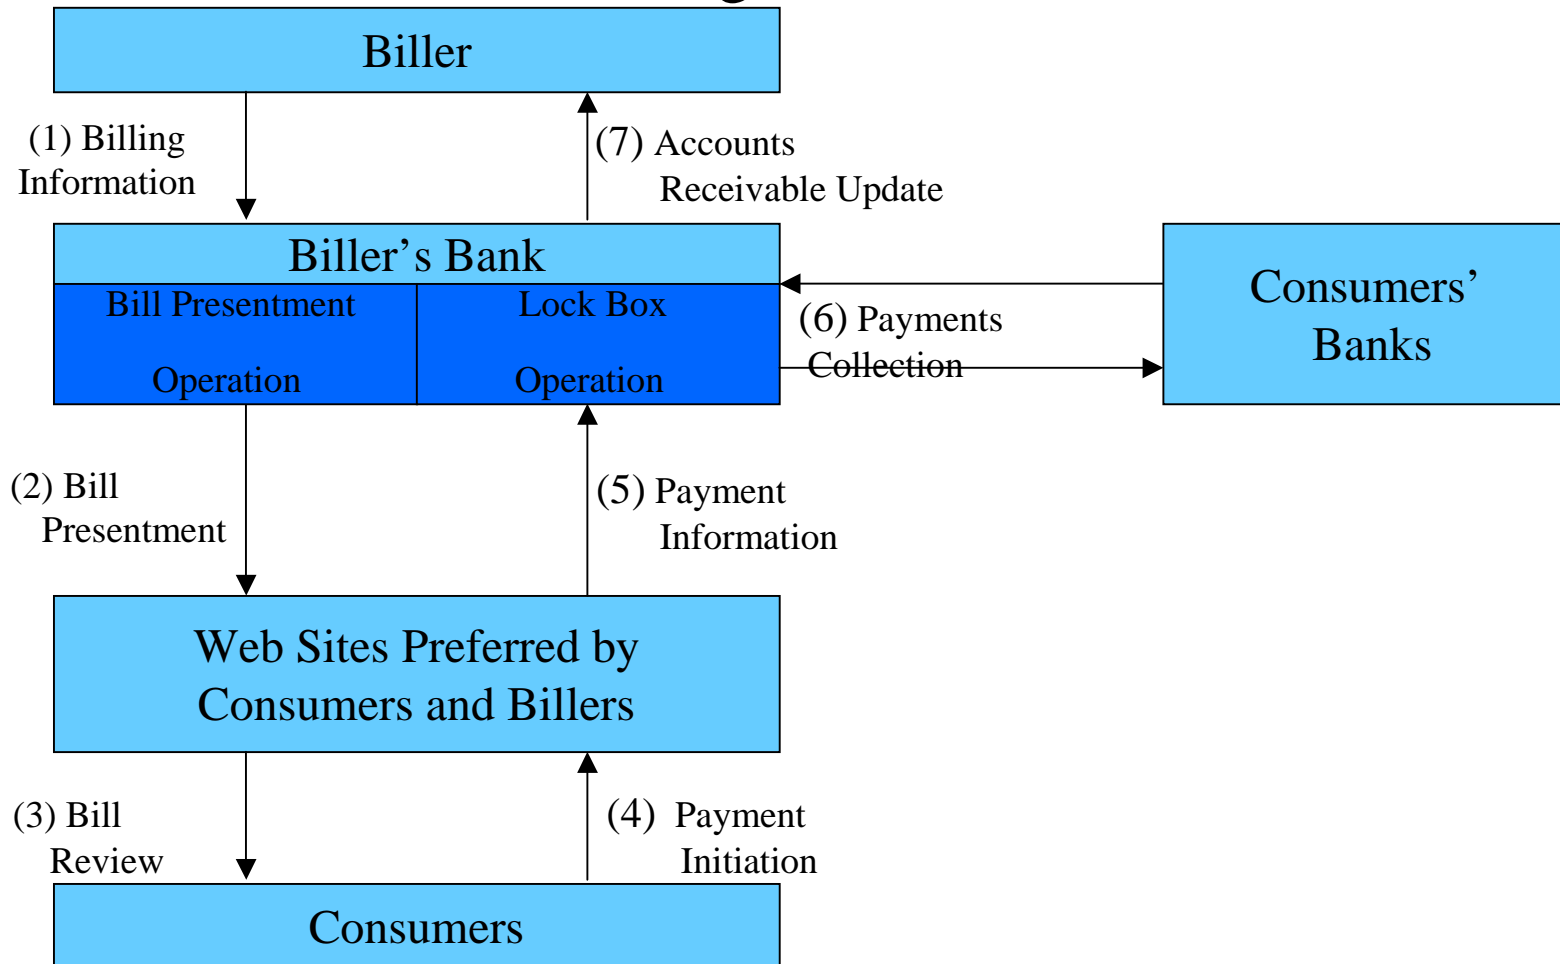 Biller
(1) Billing
Information
(7) Accounts
Receivable Update
Biller’s Bank
Bill Presentment
Operation
Lock Box
Operation
(6) Payments
Collection
Consumers’
Banks
(2) Bill
Presentment
(5) Payment
Information
Web Sites Preferred by
Consumers and Billers
(3) Bill
Review
(4) Payment
Initiation
Consumers